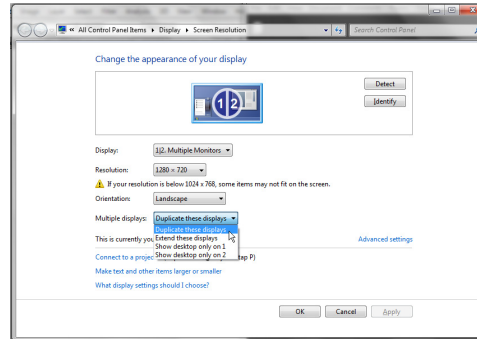 « All Control Panel Items ▸ Display ▸ Screen Resolution
Search Control Panel
Change the appearance of your display
Detect
Identify
1|2
Display: 1|2. Multiple Monitors
Resolution: 1280 × 720
If your resolution is below 1024 x 768, some items may not fit on the screen.
Orientation: Landscape
Multiple displays: Duplicate these displays
Duplicate these displays
This is currently you
Extend these displays
Advanced settings
Show desktop only on 1
Connect to a projec
Show desktop only on 2
tap P)
Make text and other items larger or smaller
What display settings should I choose?
OK
Cancel
Apply